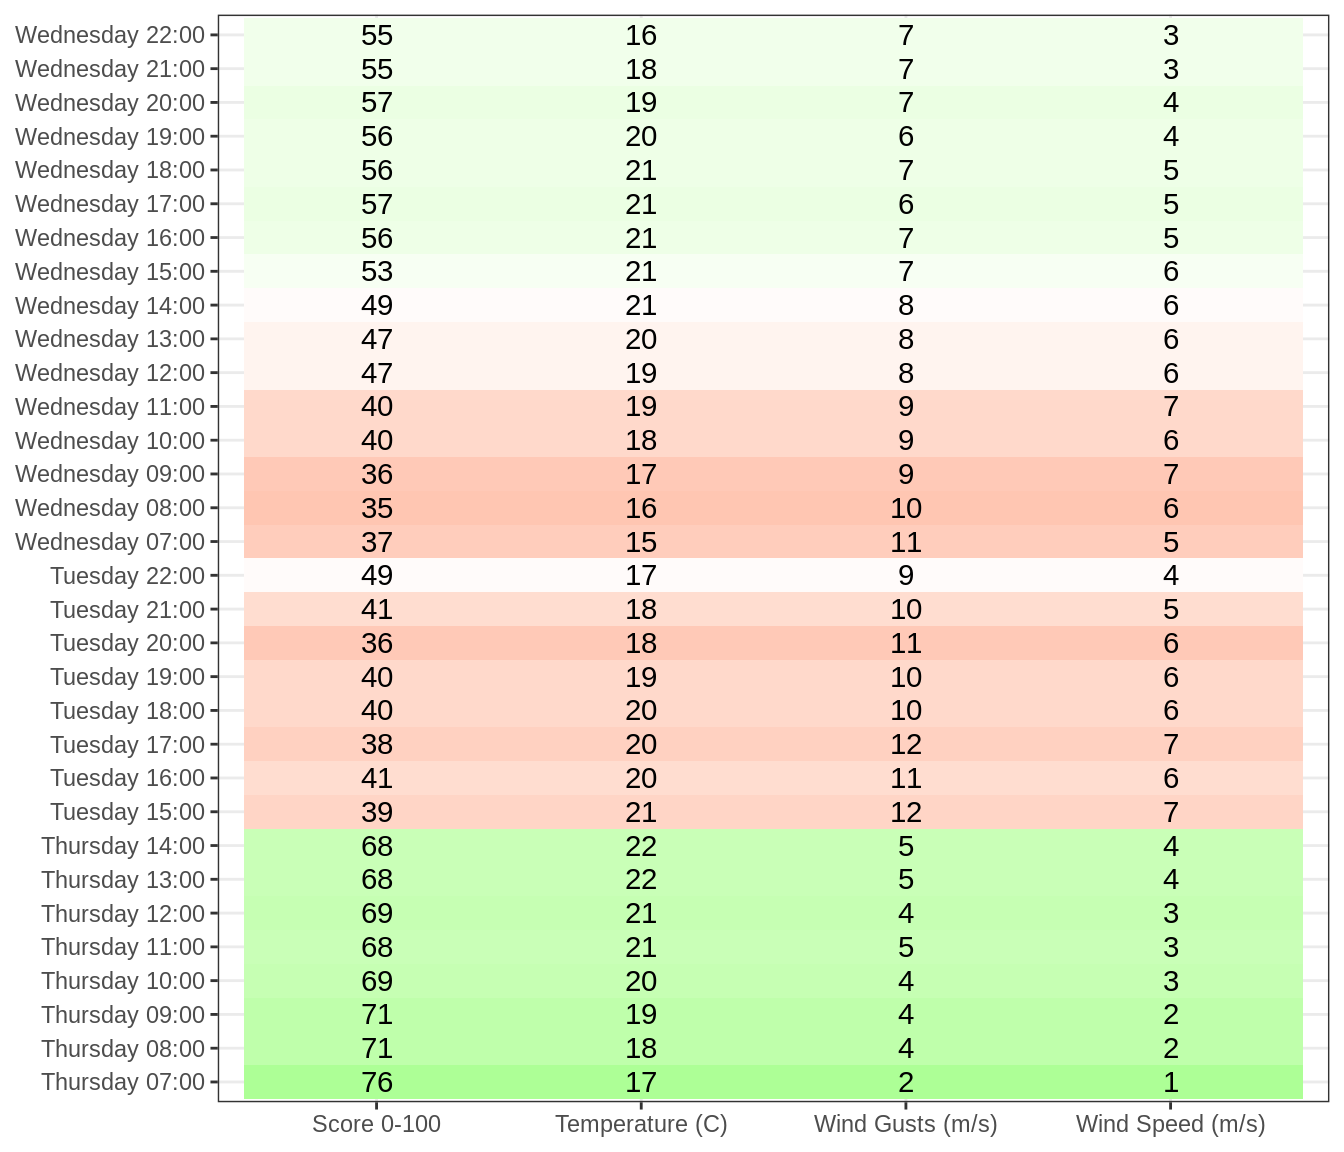 Wednesday 22:00 55 16 7 3
Wednesday 21:00 55 18 7 3
Wednesday 20:00 57 19 7 4
Wednesday 19:00 56 20 6 4
Wednesday 18:00 56 21 7 5
Wednesday 17:00 57 21 6 5
Wednesday 16:00 56 21 7 5
Wednesday 15:00 53 21 7 6
Wednesday 14:00 49 21 8 6
Wednesday 13:00 47 20 8 6
Wednesday 12:00 47 19 8 6
Wednesday 11:00 40 19 9 7
Wednesday 10:00 40 18 9 6
Wednesday 09:00 36 17 9 7
Wednesday 08:00 35 16 10 6
Wednesday 07:00 37 15 11 5
Tuesday 22:00 49 17 9 4
Tuesday 21:00 41 18 10 5
Tuesday 20:00 36 18 11 6
Tuesday 19:00 40 19 10 6
Tuesday 18:00 40 20 10 6
Tuesday 17:00 38 20 12 7
Tuesday 16:00 41 20 11 6
Tuesday 15:00 39 21 12 7
Thursday 14:00 68 22 5 4
Thursday 13:00 68 22 5 4
Thursday 12:00 69 21 4 3
Thursday 11:00 68 21 5 3
Thursday 10:00 69 20 4 3
Thursday 09:00 71 19 4 2
Thursday 08:00 71 18 4 2
Thursday 07:00 76 17 2 1
Score 0-100 Temperature (C) Wind Gusts (m/s) Wind Speed (m/s)